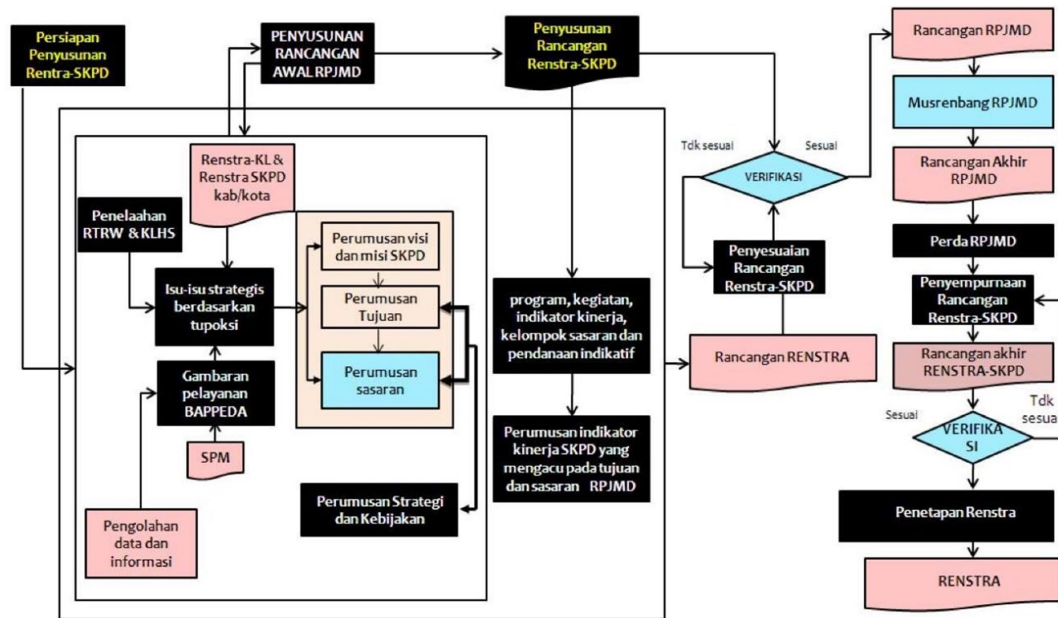 Persiapan
Penyusunan
Rentra-SKPD
PENYUSUNAN
RANCANGAN
AWAL RPJMD
Penyusunan
Rancangan
Renstra-SKPD
Rancangan RPJMD
Musrenbang RPJMD
Rancangan Akhir
RPJMD
Perda RPJMD
Penyempurnaan
Rancangan
Renstra-SKPD
Rancangan akhir
RENSTRA-SKPD
Sesuai
Tdk
sesuai
VERIFIKA
SI
Penetapan Renstra
RENSTRA
Tdk sesuai
Sesuai
VERIFIKASI
Penyesuaian
Rancangan
Renstra-SKPD
Rancangan RENSTRA
Renstra-KL &
Renstra SKPD
kab/kota
Penelaahan
RTRW & KLHS
Isu-isu strategis
berdasarkan
tupoksi
Gambaran
pelayanan
BAPPEDA
SPM
Pengolahan
data dan
informasi
Perumusan visi
dan misi SKPD
Perumusan
Tujuan
Perumusan
sasaran
Perumusan Strategi
dan Kebijakan
program, kegiatan,
indikator kinerja,
kelompok sasaran dan
pendanaan indikatif
Perumusan indikator
kinerja SKPD yang
mengacu pada tujuan
dan sasaran RPJMD